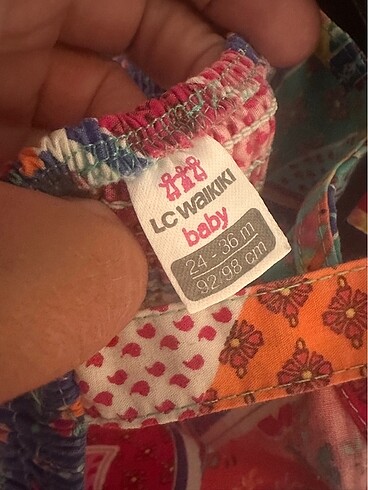 LC WAIKIKI
baby
24 - 36 m
92/98 cm